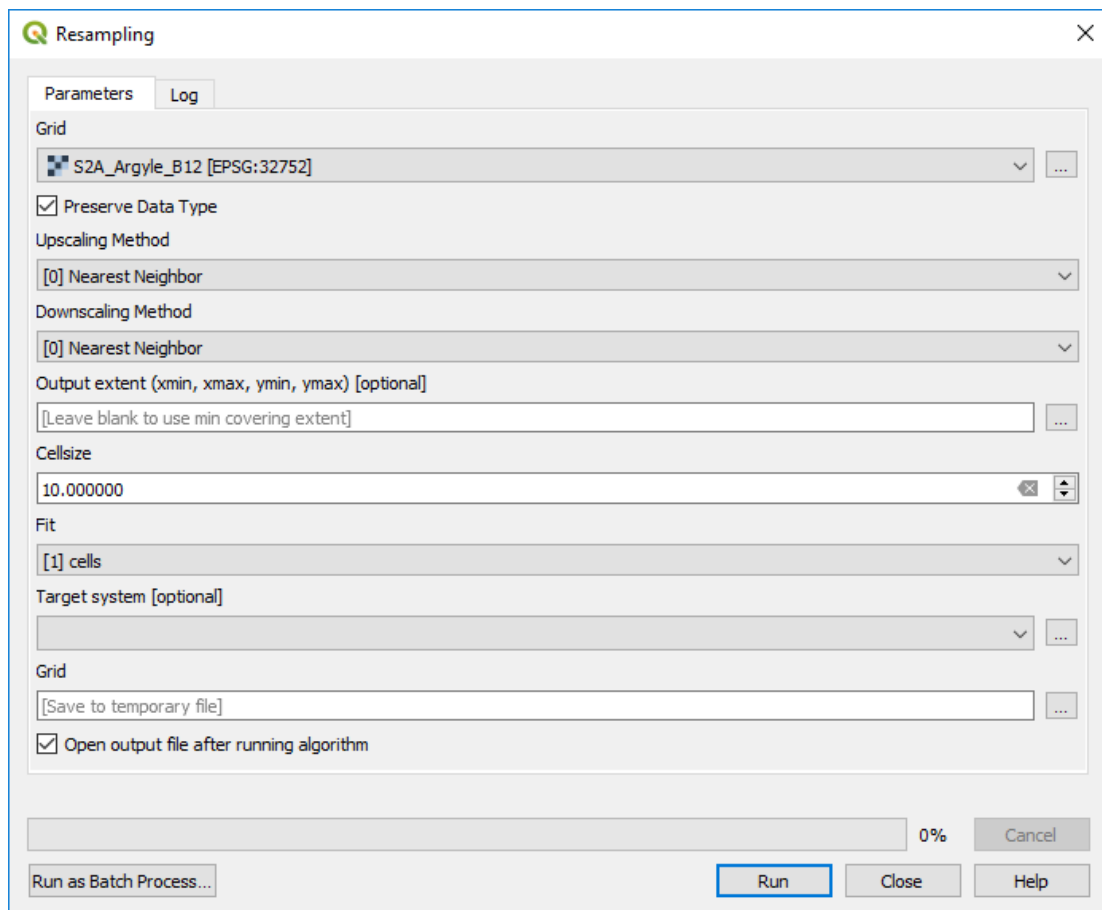 Resampling
Parameters
Log
Grid
S2A_Argyle_B12 [EPSG:32752]
...
Preserve Data Type
Upscaling Method
[0] Nearest Neighbor
Downscaling Method
[0] Nearest Neighbor
Output extent (xmin, xmax, ymin, ymax) [optional]
[Leave blank to use min covering extent]
...
Cellsize
10.000000
Fit
[1] cells
Target system [optional]
...
Grid
[Save to temporary file]
...
Open output file after running algorithm
0%
Cancel
Run as Batch Process...
Run
Close
Help